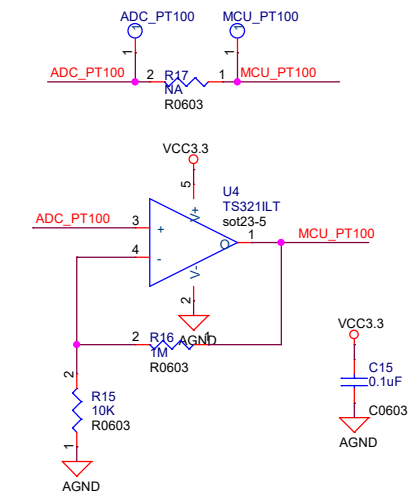 ADC_PT100
MCU_PT100
1
1
ADC_PT100
2
R17
1
MCU_PT100
NA
R0603
VCC3.3
5
U4
TS321ILT
sot23-5
V+
ADC_PT100
3
+
O
1
MCU_PT100
4
-
V-
2
AGND
2
R16
1
1M
R0603
VCC3.3
C15
0.1uF
C0603
AGND
2
R15
10K
R0603
1
AGND